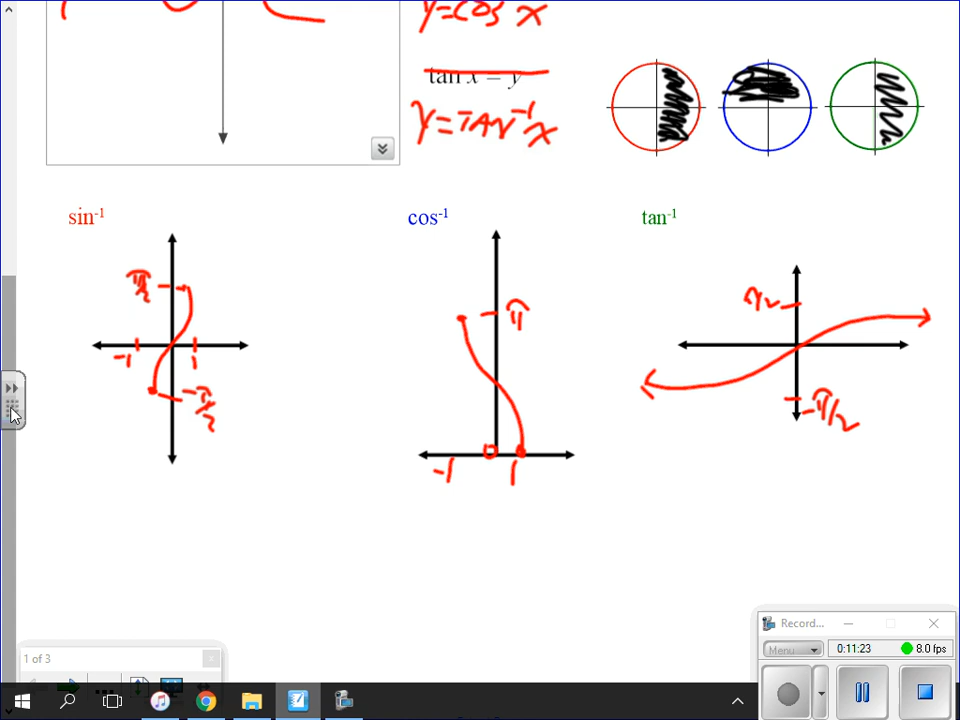 y=cos x
tan x = y
y=TAN⁻¹x
sin⁻¹
cos⁻¹
tan⁻¹
π/2
-1
1
-π/2
π
-1
0
1
π/2
-π/2
1 of 3
Record...
Menu
0:11:23
8.0 fps